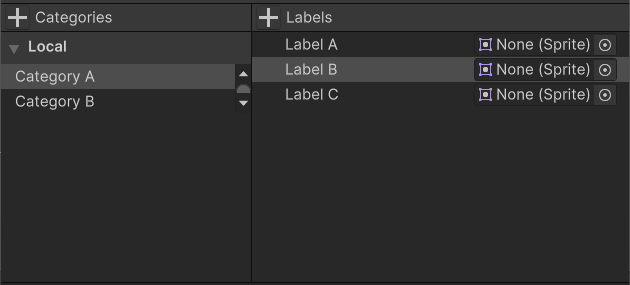 Categories
Local
Category A
Category B
Labels
Label A None (Sprite)
Label B None (Sprite)
Label C None (Sprite)